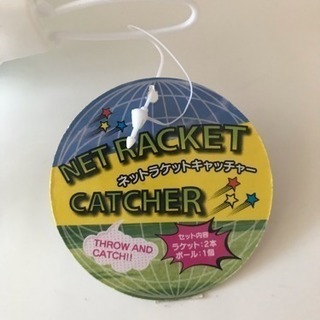 NET RACKET
ネットラケットキャッチャー
CATCHER
THROW AND
CATCH!!
セット内容
ラケット:2本
ボール:1個